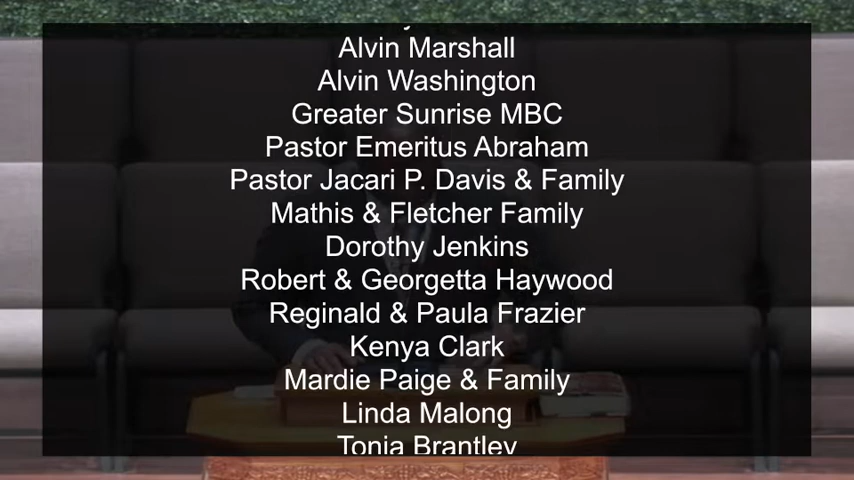 Alvin Marshall
Alvin Washington
Greater Sunrise MBC
Pastor Emeritus Abraham
Pastor Jacari P. Davis & Family
Mathis & Fletcher Family
Dorothy Jenkins
Robert & Georgetta Haywood
Reginald & Paula Frazier
Kenya Clark
Mardie Paige & Family
Linda Malong
Tonja Brantley